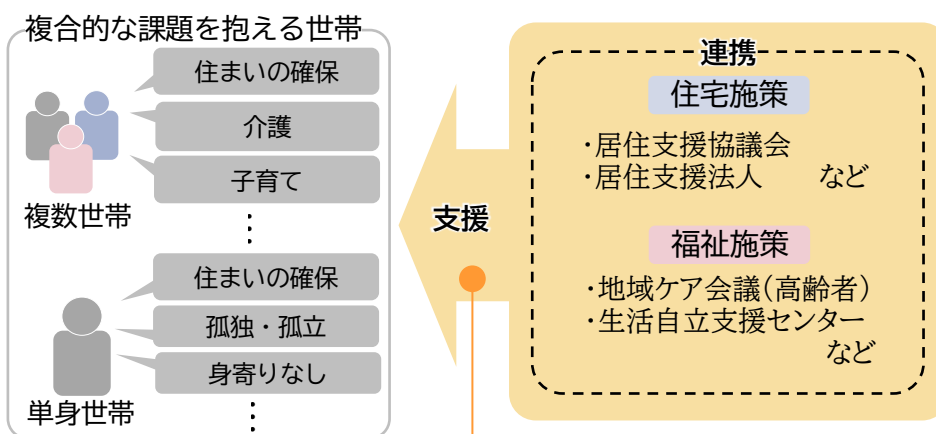 複合的な課題を抱える世帯
住まいの確保
介護
子育て
⋮
複数世帯
住まいの確保
孤独・孤立
身寄りなし
⋮
単身世帯
支援
連携
住宅施策
・居住支援協議会
・居住支援法人　など
福祉施策
・地域ケア会議(高齢者)
・生活自立支援センター
など